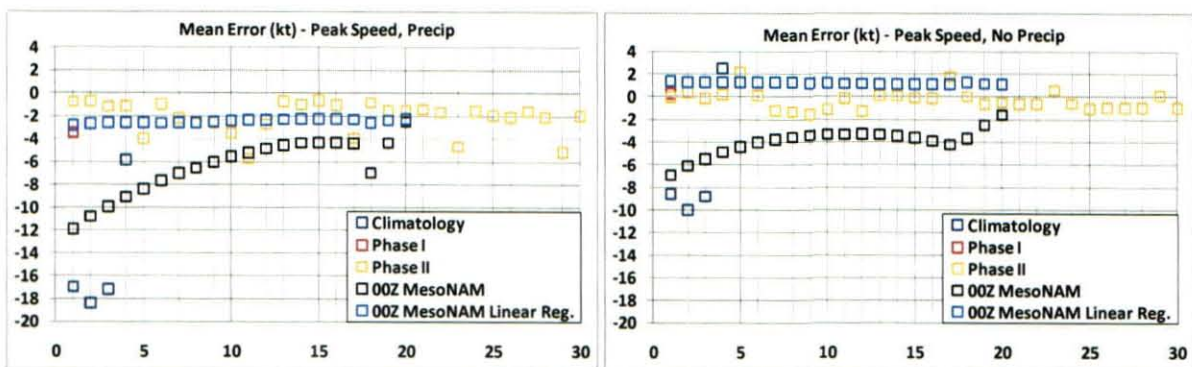 Mean Error (kt) - Peak Speed, Precip
4
2
0
-2
-4
-6
-8
-10
-12
-14
-16
-18
-20
0 5 10 15 20 25 30
Climatology
Phase I
Phase II
00Z MesoNAM
00Z MesoNAM Linear Reg.
Mean Error (kt) - Peak Speed, No Precip
4
2
0
-2
-4
-6
-8
-10
-12
-14
-16
-18
-20
0 5 10 15 20 25 30
Climatology
Phase I
Phase II
00Z MesoNAM
00Z MesoNAM Linear Reg.